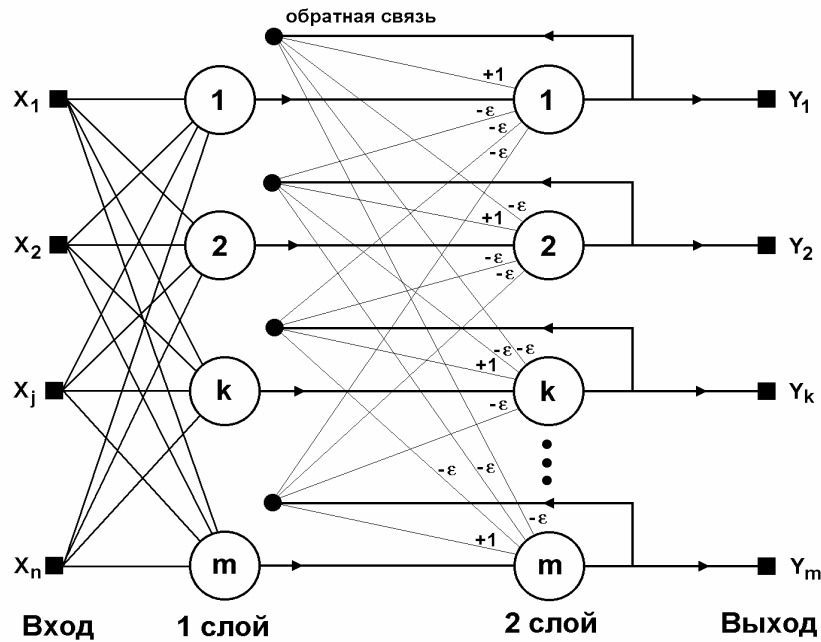 обратная связь
+1
X1 1 1 Y1
-ε
-ε
-ε
-ε
+1
X2 2 2 Y2
-ε
-ε
-ε -ε
+1
Xj k k Yk
-ε
-ε -ε
-ε
+1
Xn m m Ym
Вход 1 слой 2 слой Выход